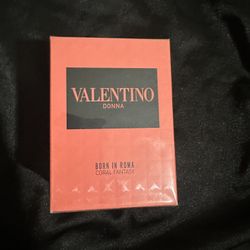 VALENTINO
DONNA
BORN IN ROMA
CORAL FANTASY